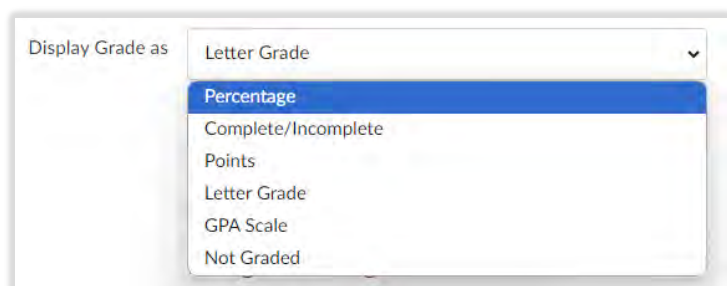 Display Grade as
Letter Grade
Percentage
Complete/Incomplete
Points
Letter Grade
GPA Scale
Not Graded